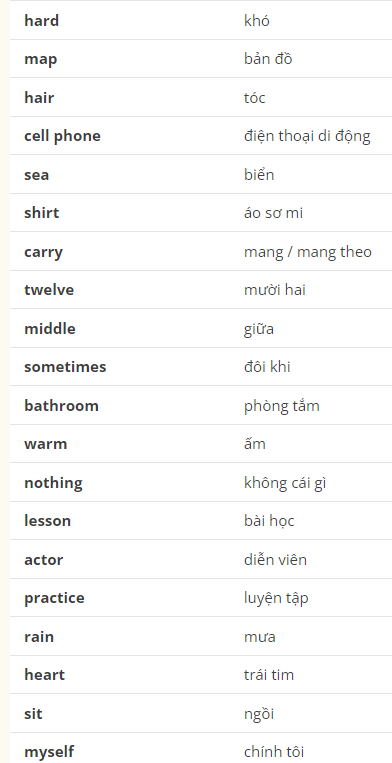 hard khó
map bản đồ
hair tóc
cell phone điện thoại di động
sea biển
shirt áo sơ mi
carry mang / mang theo
twelve mười hai
middle giữa
sometimes đôi khi
bathroom phòng tắm
warm ấm
nothing không cái gì
lesson bài học
actor diễn viên
practice luyện tập
rain mưa
heart trái tim
sit ngồi
myself chính tôi